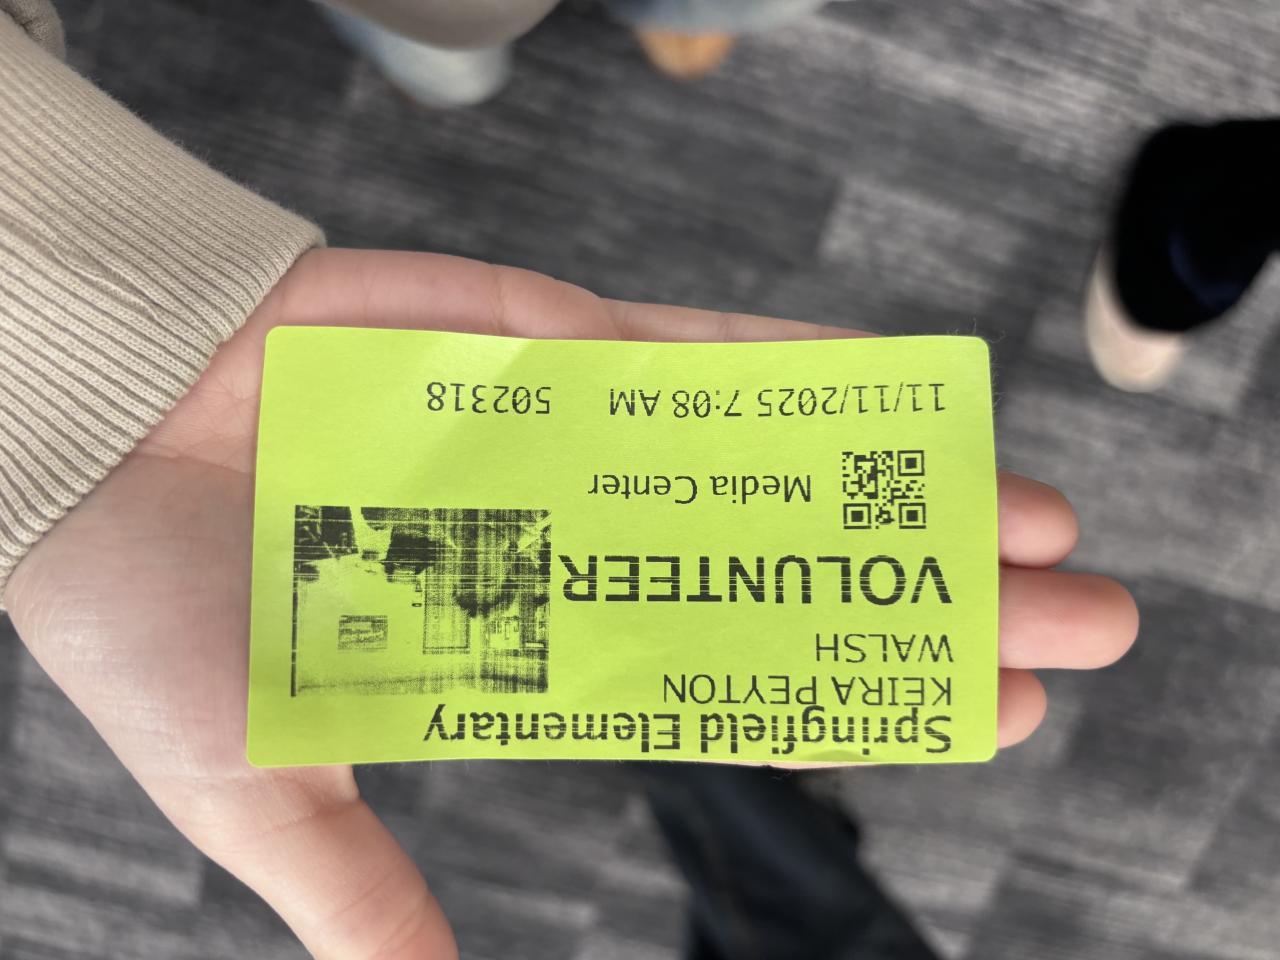 Springfield Elementary
KEIRA PEYTON
WALSH
VOLUNTEER
Media Center
11/11/2025 7:08 AM 502318